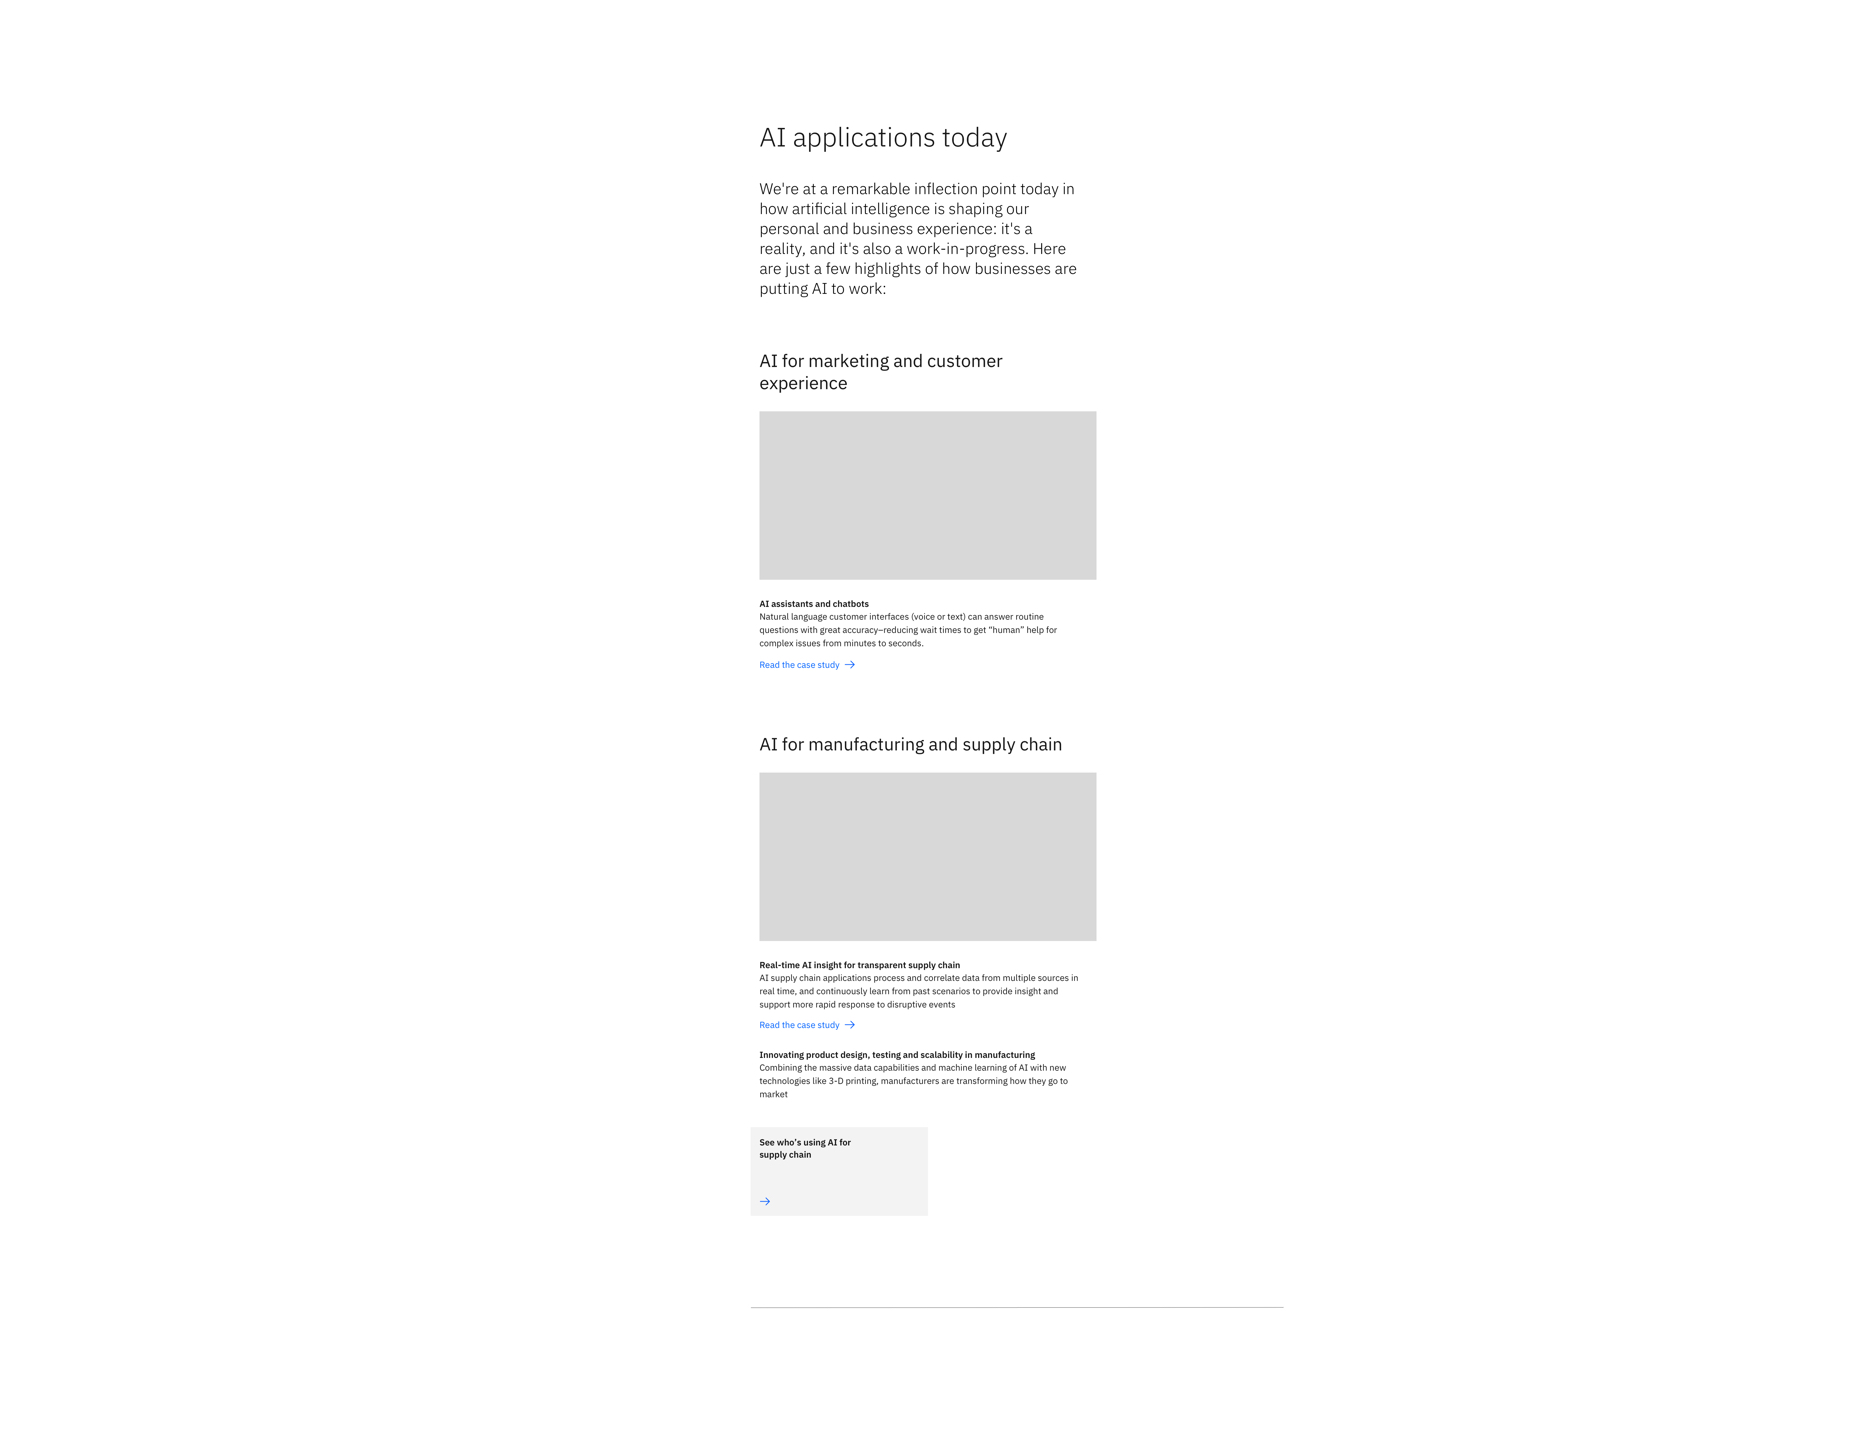 AI applications today
We're at a remarkable inflection point today in
how artificial intelligence is shaping our
personal and business experience: it's a
reality, and it's also a work-in-progress. Here
are just a few highlights of how businesses are
putting AI to work:
AI for marketing and customer
experience
AI assistants and chatbots
Natural language customer interfaces (voice or text) can answer routine
questions with great accuracy–reducing wait times to get “human” help for
complex issues from minutes to seconds.
Read the case study
AI for manufacturing and supply chain
Real-time AI insight for transparent supply chain
AI supply chain applications process and correlate data from multiple sources in
real time, and continuously learn from past scenarios to provide insight and
support more rapid response to disruptive events
Read the case study
Innovating product design, testing and scalability in manufacturing
Combining the massive data capabilities and machine learning of AI with new
technologies like 3-D printing, manufacturers are transforming how they go to
market
See who’s using AI for
supply chain